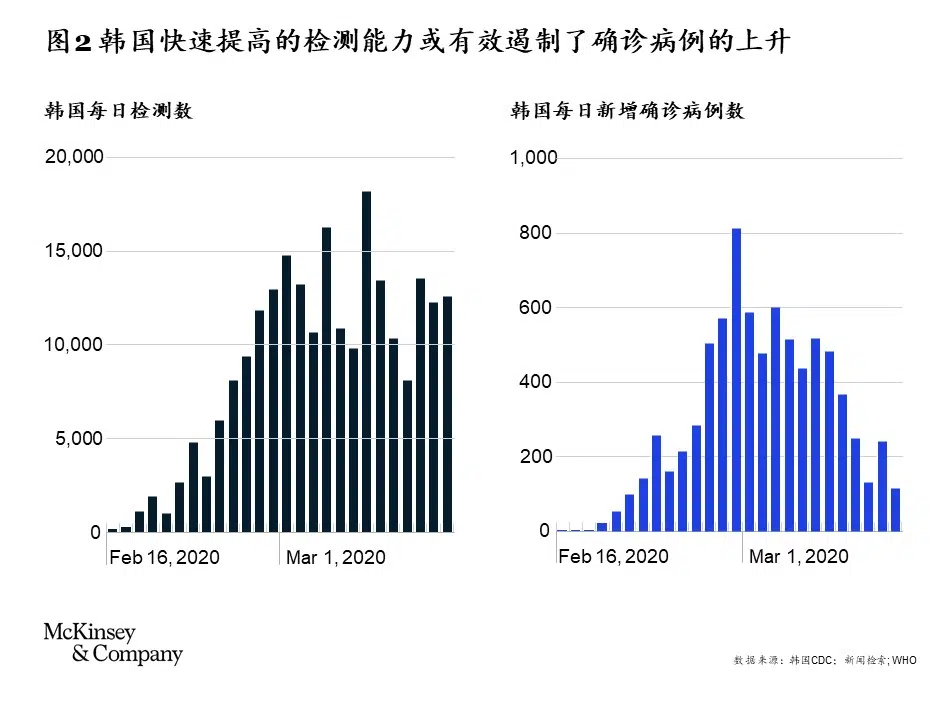 图2 韩国快速提高的检测能力或有效遏制了确诊病例的上升
韩国每日检测数
20,000
15,000
10,000
5,000
0
Feb 16, 2020
Mar 1, 2020
韩国每日新增确诊病例数
1,000
800
600
400
200
0
Feb 16, 2020
Mar 1, 2020
McKinsey
& Company
数据来源：韩国CDC；新闻检索; WHO